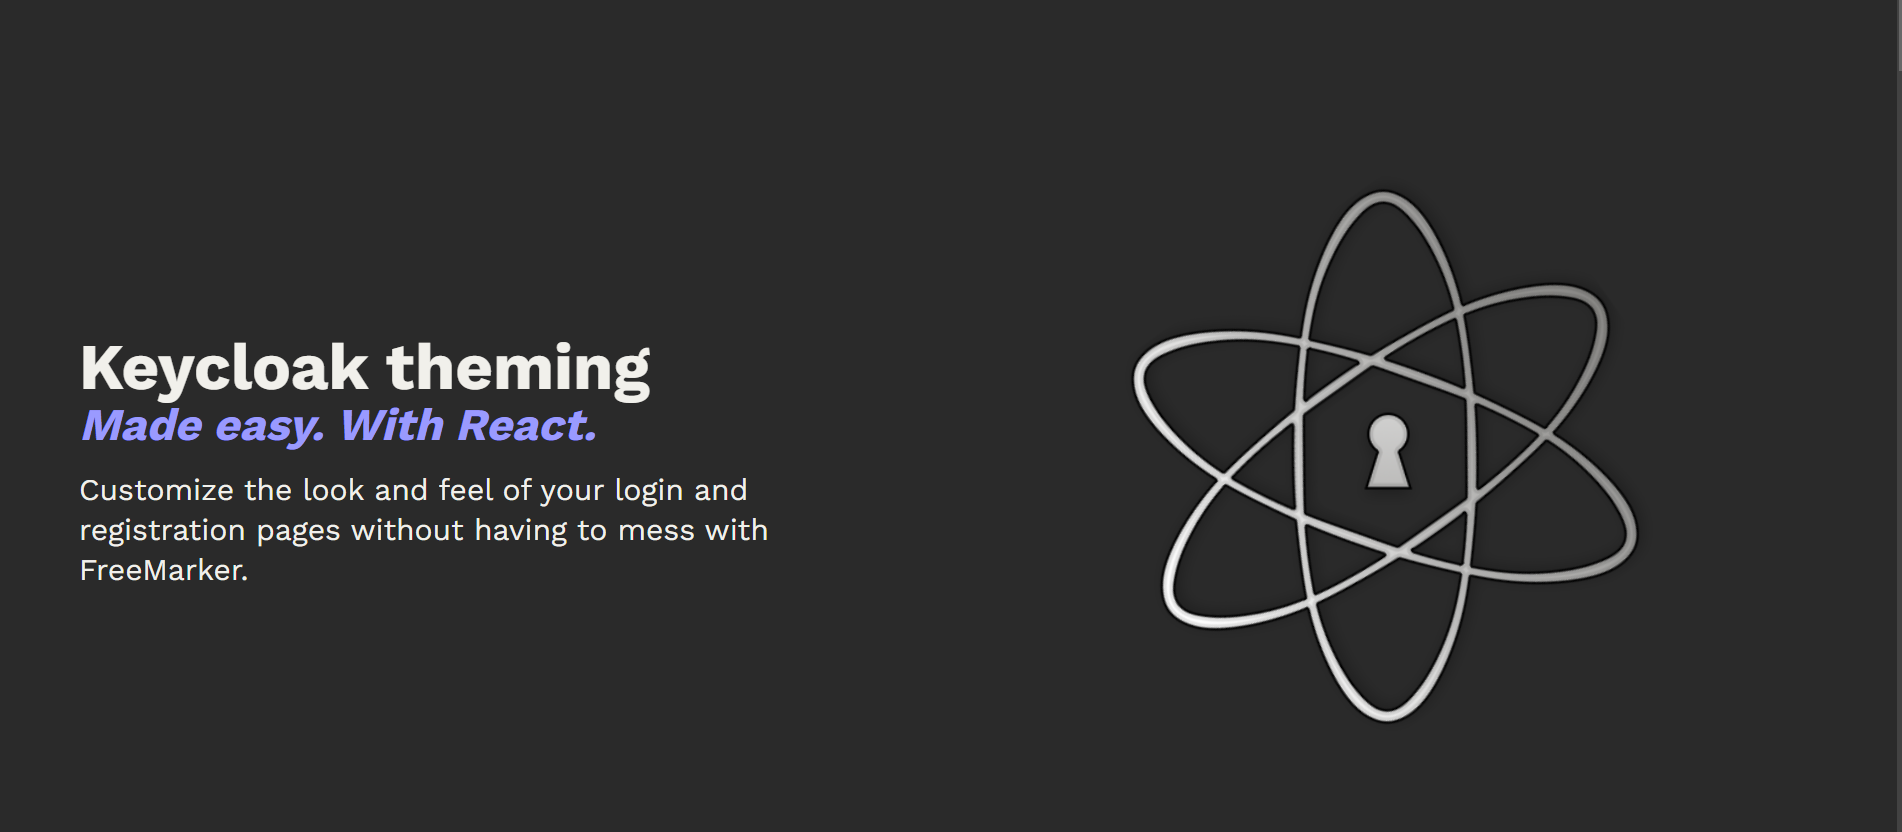 Keycloak theming
Made easy. With React.
Customize the look and feel of your login and
registration pages without having to mess with
FreeMarker.